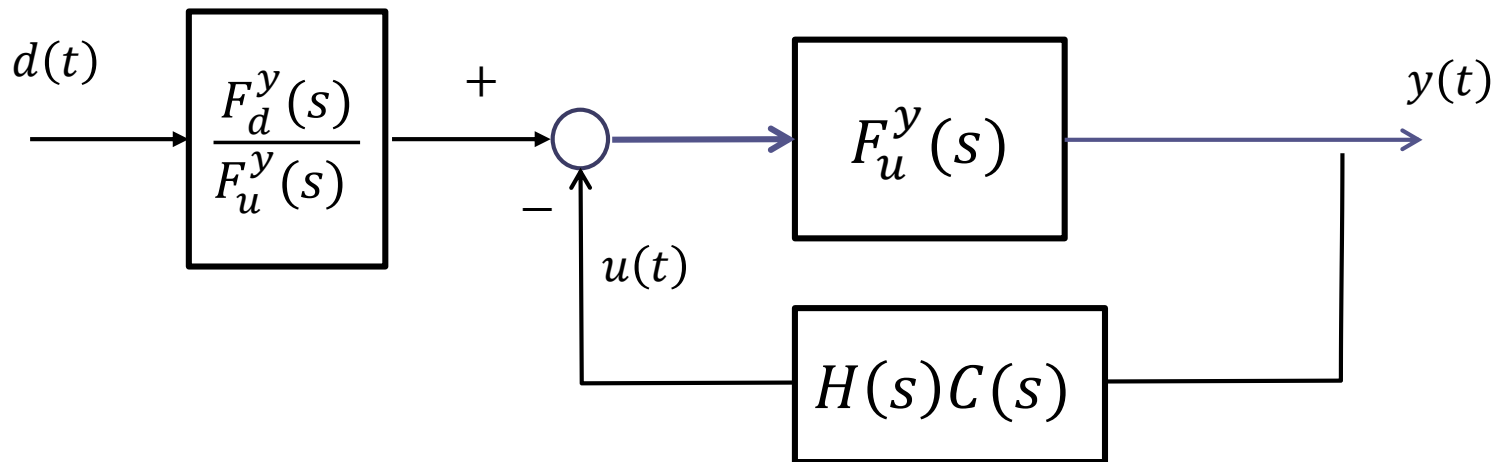 d(t)
F_d^y(s)
F_u^y(s)
+
−
u(t)
F_u^y(s)
y(t)
H(s)C(s)